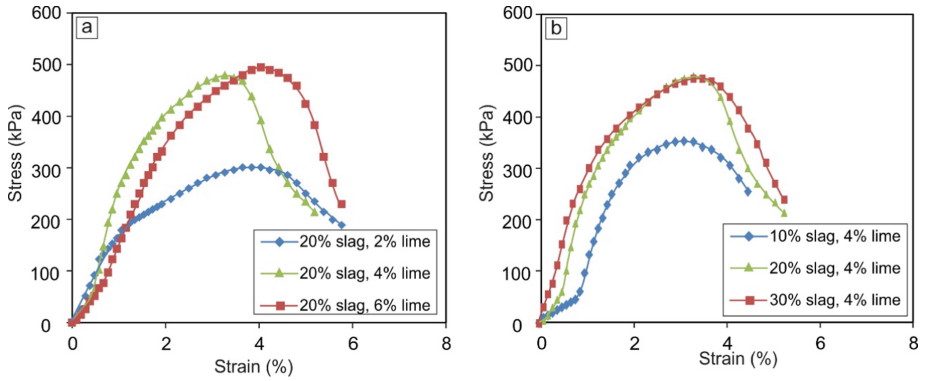 a
600
500
400
300
200
100
0
Stress (kPa)
0 2 4 6 8
Strain (%)
20% slag, 2% lime
20% slag, 4% lime
20% slag, 6% lime
b
600
500
400
300
200
100
0
Stress (kPa)
0 2 4 6 8
Strain (%)
10% slag, 4% lime
20% slag, 4% lime
30% slag, 4% lime